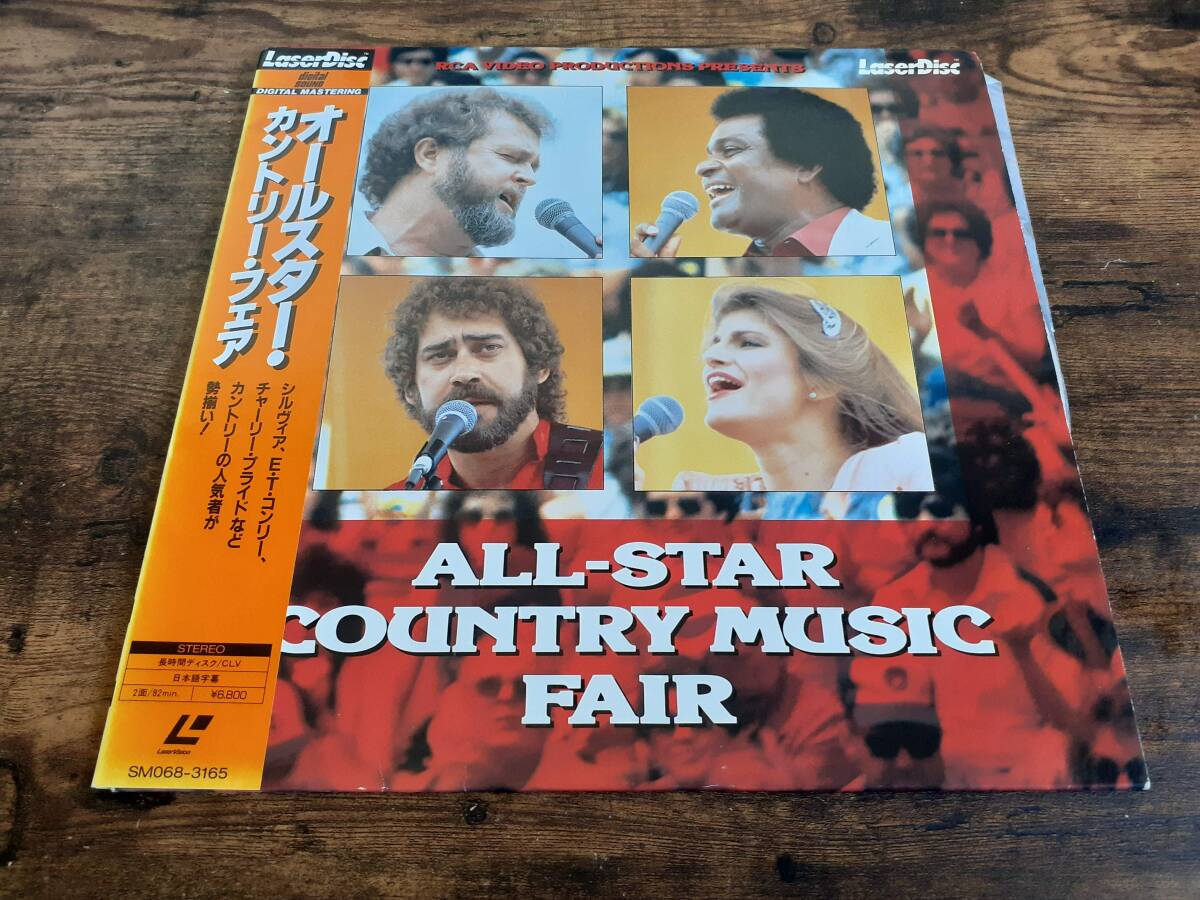 LaserDisc™
digital
SOUND
DIGITAL MASTERING
オールスター・
カントリー・フェア
シルヴィア、E・T・コンリー、
チャーリー・プライドなど
カントリーの人気者が
勢揃い!
STEREO
長時間ディスク/CLV
日本語字幕
2面/82min. ¥6,800
LaserVision
SM068-3165
RCA VIDEO PRODUCTIONS PRESENTS
LaserDisc™
ALL-STAR
COUNTRY MUSIC
FAIR